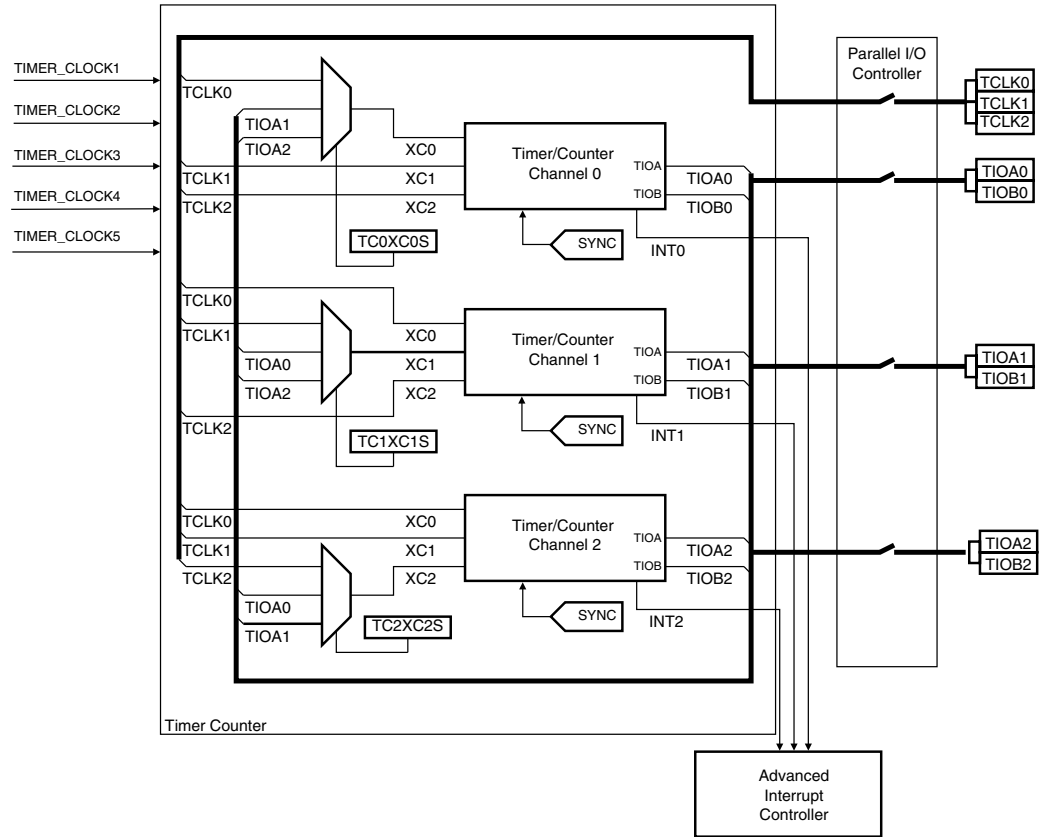 TIMER_CLOCK1
TIMER_CLOCK2
TIMER_CLOCK3
TIMER_CLOCK4
TIMER_CLOCK5
TCLK0
TIOA1
TIOA2
XC0
TCLK1
XC1
TCLK2
XC2
TC0XC0S
Timer/Counter
Channel 0
TIOA
TIOB
TIOA0
TIOB0
SYNC
INT0
TCLK0
XC0
TCLK1
TIOA0
XC1
TIOA2
XC2
TCLK2
TC1XC1S
Timer/Counter
Channel 1
TIOA
TIOB
TIOA1
TIOB1
SYNC
INT1
TCLK0
XC0
TCLK1
XC1
TCLK2
XC2
TIOA0
TIOA1
TC2XC2S
Timer/Counter
Channel 2
TIOA
TIOB
TIOA2
TIOB2
SYNC
INT2
Timer Counter
Parallel I/O
Controller
TCLK0
TCLK1
TCLK2
TIOA0
TIOB0
TIOA1
TIOB1
TIOA2
TIOB2
Advanced
Interrupt
Controller